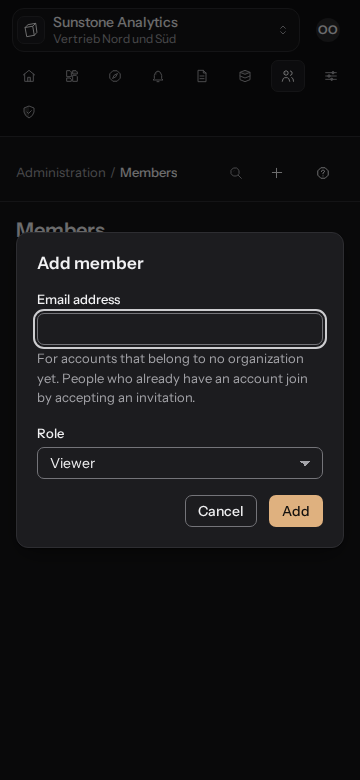 Sunstone Analytics
Vertrieb Nord und Süd
OO
Administration / Members
Members
Add member
Email address
For accounts that belong to no organization
yet. People who already have an account join
by accepting an invitation.
Role
Viewer
Cancel
Add